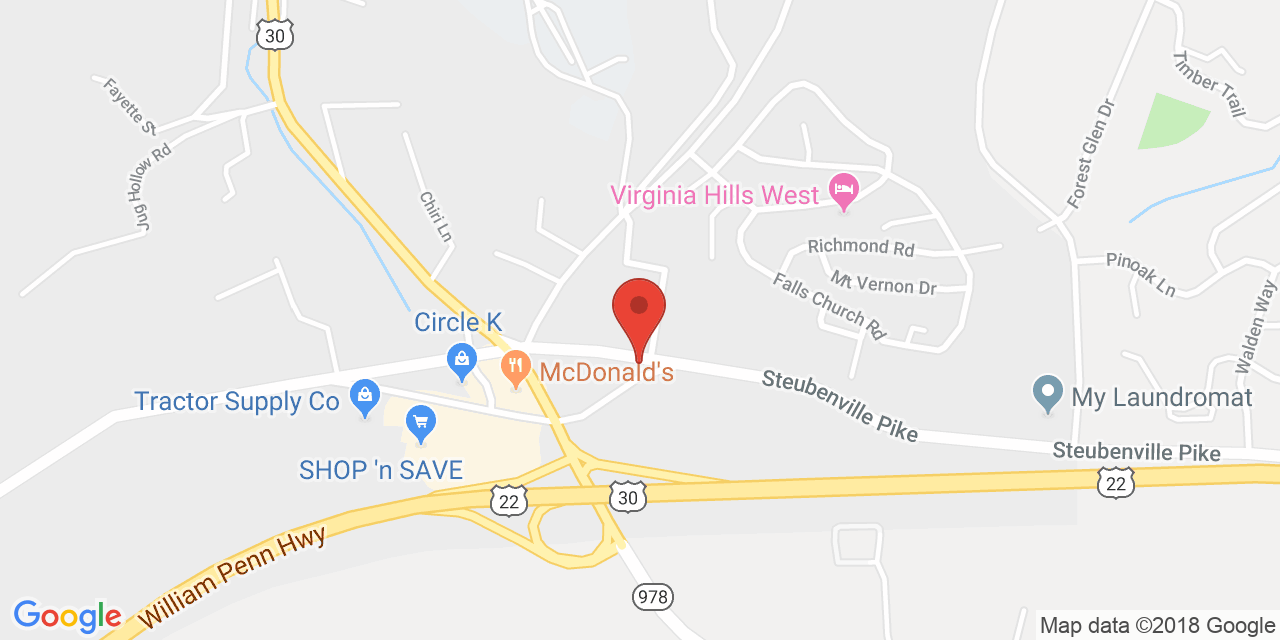 30
Fayette St
Jug Hollow Rd
Chiri Ln
Timber Trail
Forest Glen Dr
Virginia Hills West
Richmond Rd
Mt Vernon Dr
Falls Church Rd
Pinoak Ln
Walden Way
Circle K
McDonald's
Tractor Supply Co
SHOP 'n SAVE
Steubenville Pike
My Laundromat
Steubenville Pike
22
30
22
William Penn Hwy
978
Google
Map data ©2018 Google